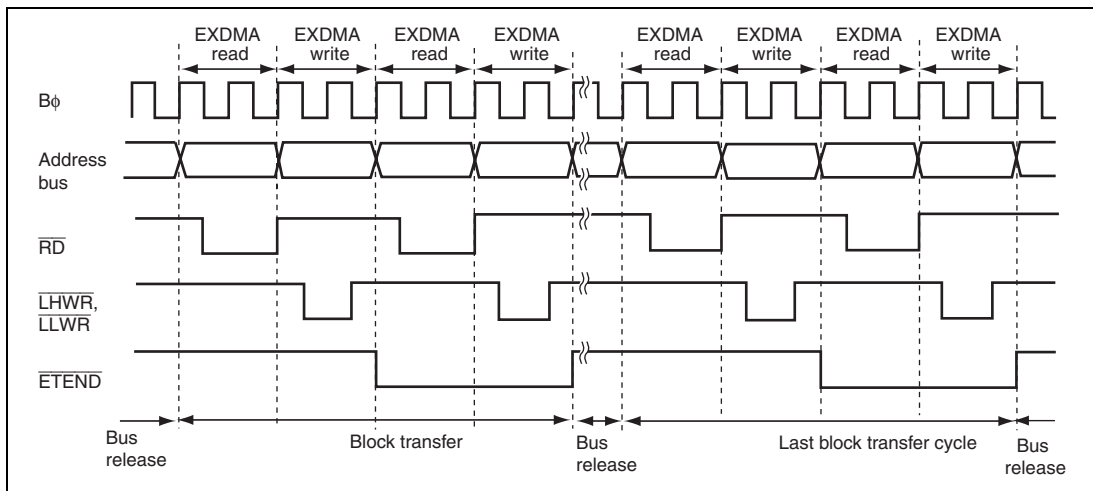 EXDMA read
EXDMA write
EXDMA read
EXDMA write
EXDMA read
EXDMA write
EXDMA read
EXDMA write
Bϕ
Address bus
RD
LHWR, LLWR
ETEND
Bus release
Block transfer
Bus release
Last block transfer cycle
Bus release